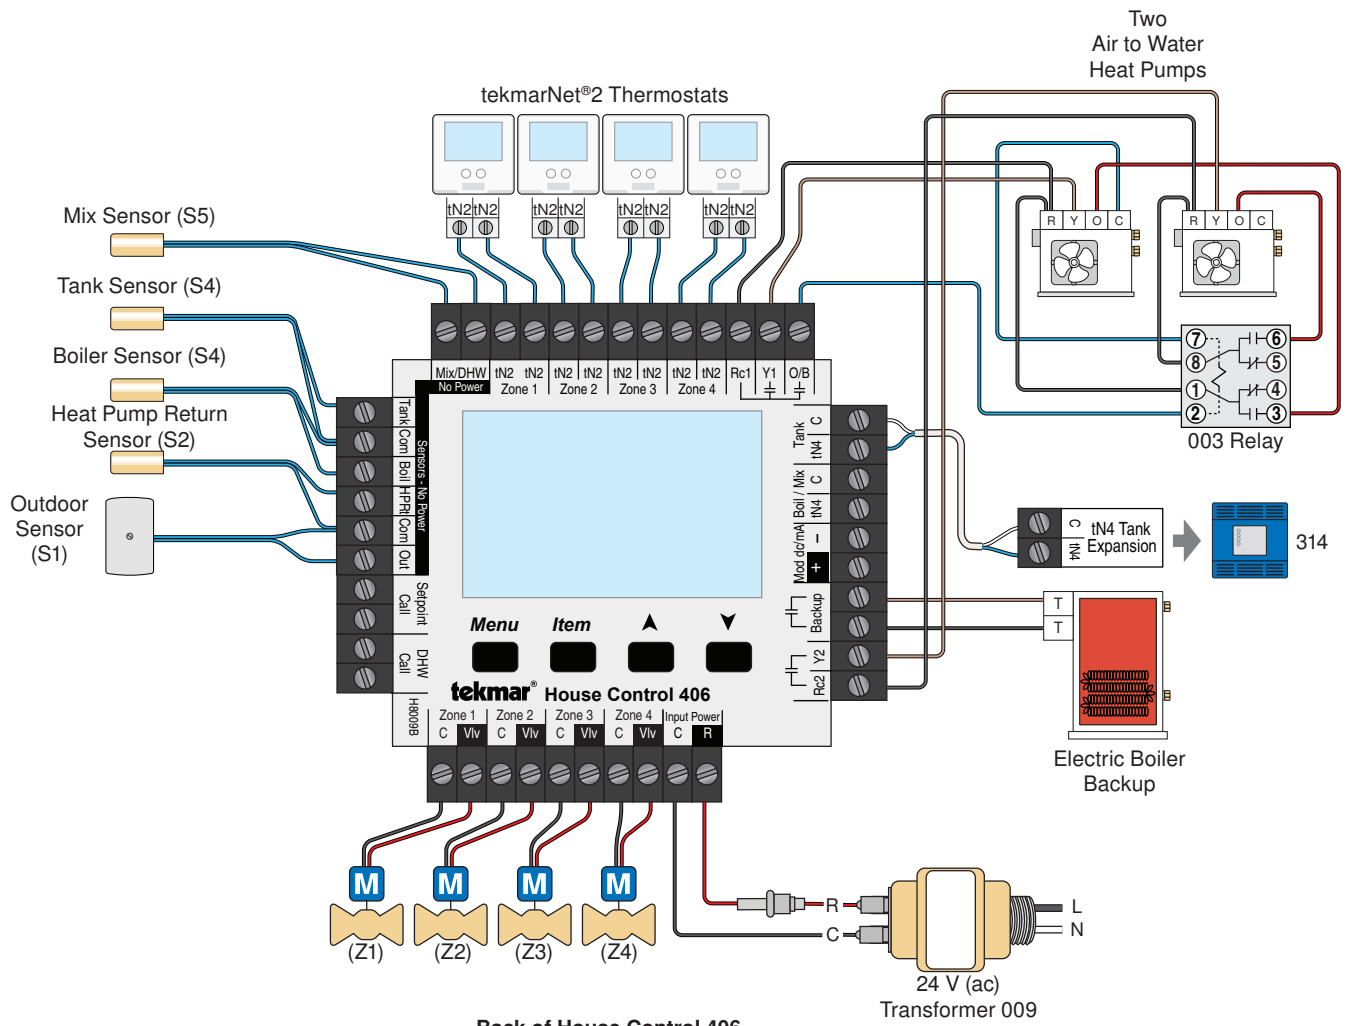 Two
Air to Water
Heat Pumps
tekmarNet®2 Thermostats
tN2 tN2 tN2 tN2 tN2 tN2 tN2 tN2
Mix Sensor (S5)
Tank Sensor (S4)
Boiler Sensor (S4)
Heat Pump Return
Sensor (S2)
Outdoor
Sensor
(S1)
R Y O C
R Y O C
7 6
8 5
1 4
2 3
003 Relay
Mix/DHW tN2 tN2 tN2 tN2 tN2 tN2 tN2 tN2 Rc1 Y1 O/B
No Power Zone 1 Zone 2 Zone 3 Zone 4
Tank Com Boil HPRt Com Out
Sensors - No Power
Setpoint
Call
DHW
Call
H8009B
Tank
C
tN4
Boil / Mix
C
tN4
Mod dc/mA
–
+
Backup
Y2
Rc2
C
tN4
tN4 Tank
Expansion
314
T
T
Electric Boiler
Backup
Menu Item
tekmar® House Control 406
Zone 1 Zone 2 Zone 3 Zone 4 Input Power
C Vlv C Vlv C Vlv C Vlv C R
M M M M
(Z1) (Z2) (Z3) (Z4)
R
C
L
N
24 V (ac)
Transformer 009
Back of House Control 406